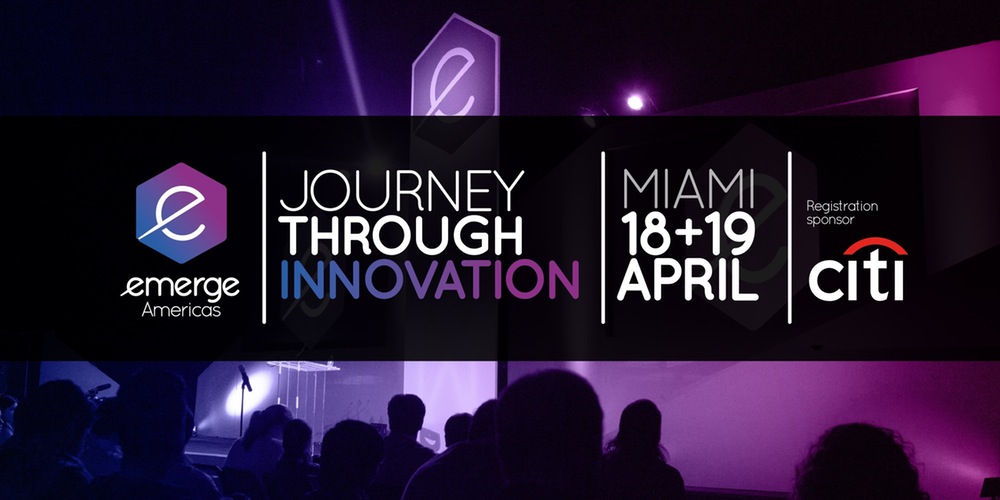 emerge
Americas
JOURNEY
THROUGH
INNOVATION
MIAMI
18+19
APRIL
Registration
sponsor
citi